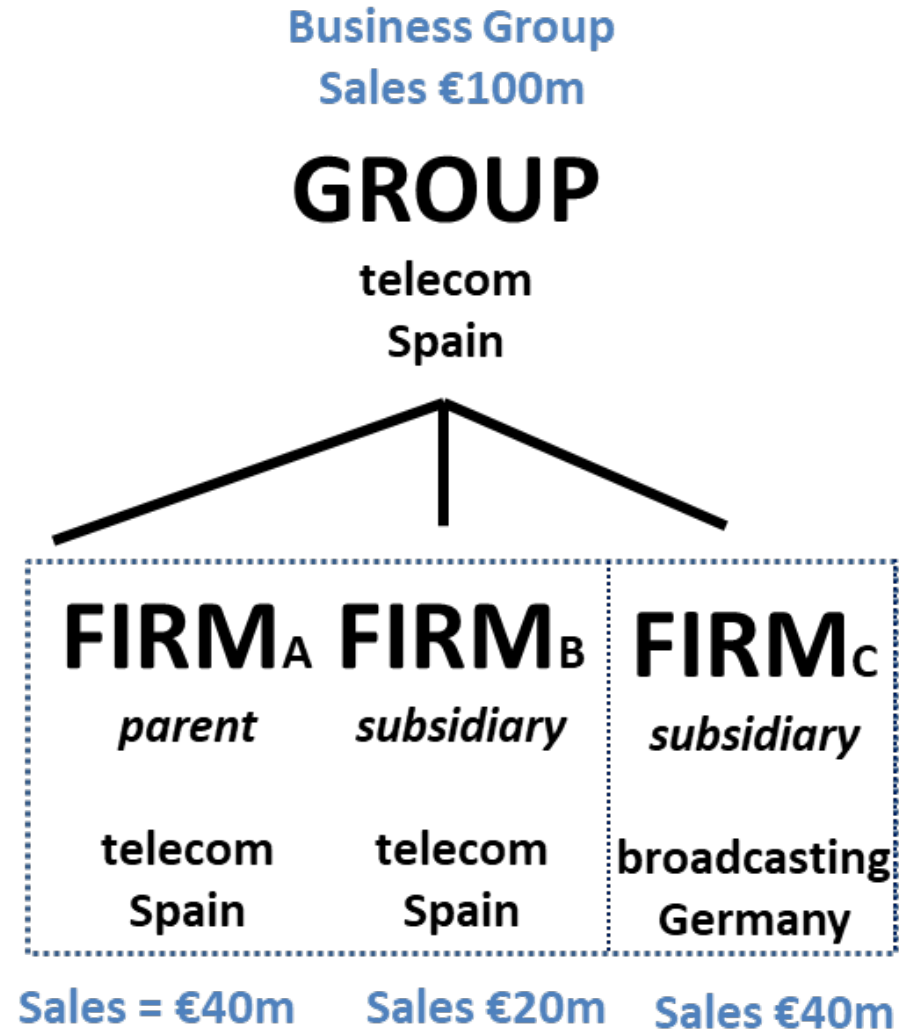 Business Group
Sales €100m
GROUP
telecom
Spain
FIRMA
parent
telecom
Spain
Sales = €40m
FIRMB
subsidiary
telecom
Spain
Sales €20m
FIRMC
subsidiary
broadcasting
Germany
Sales €40m